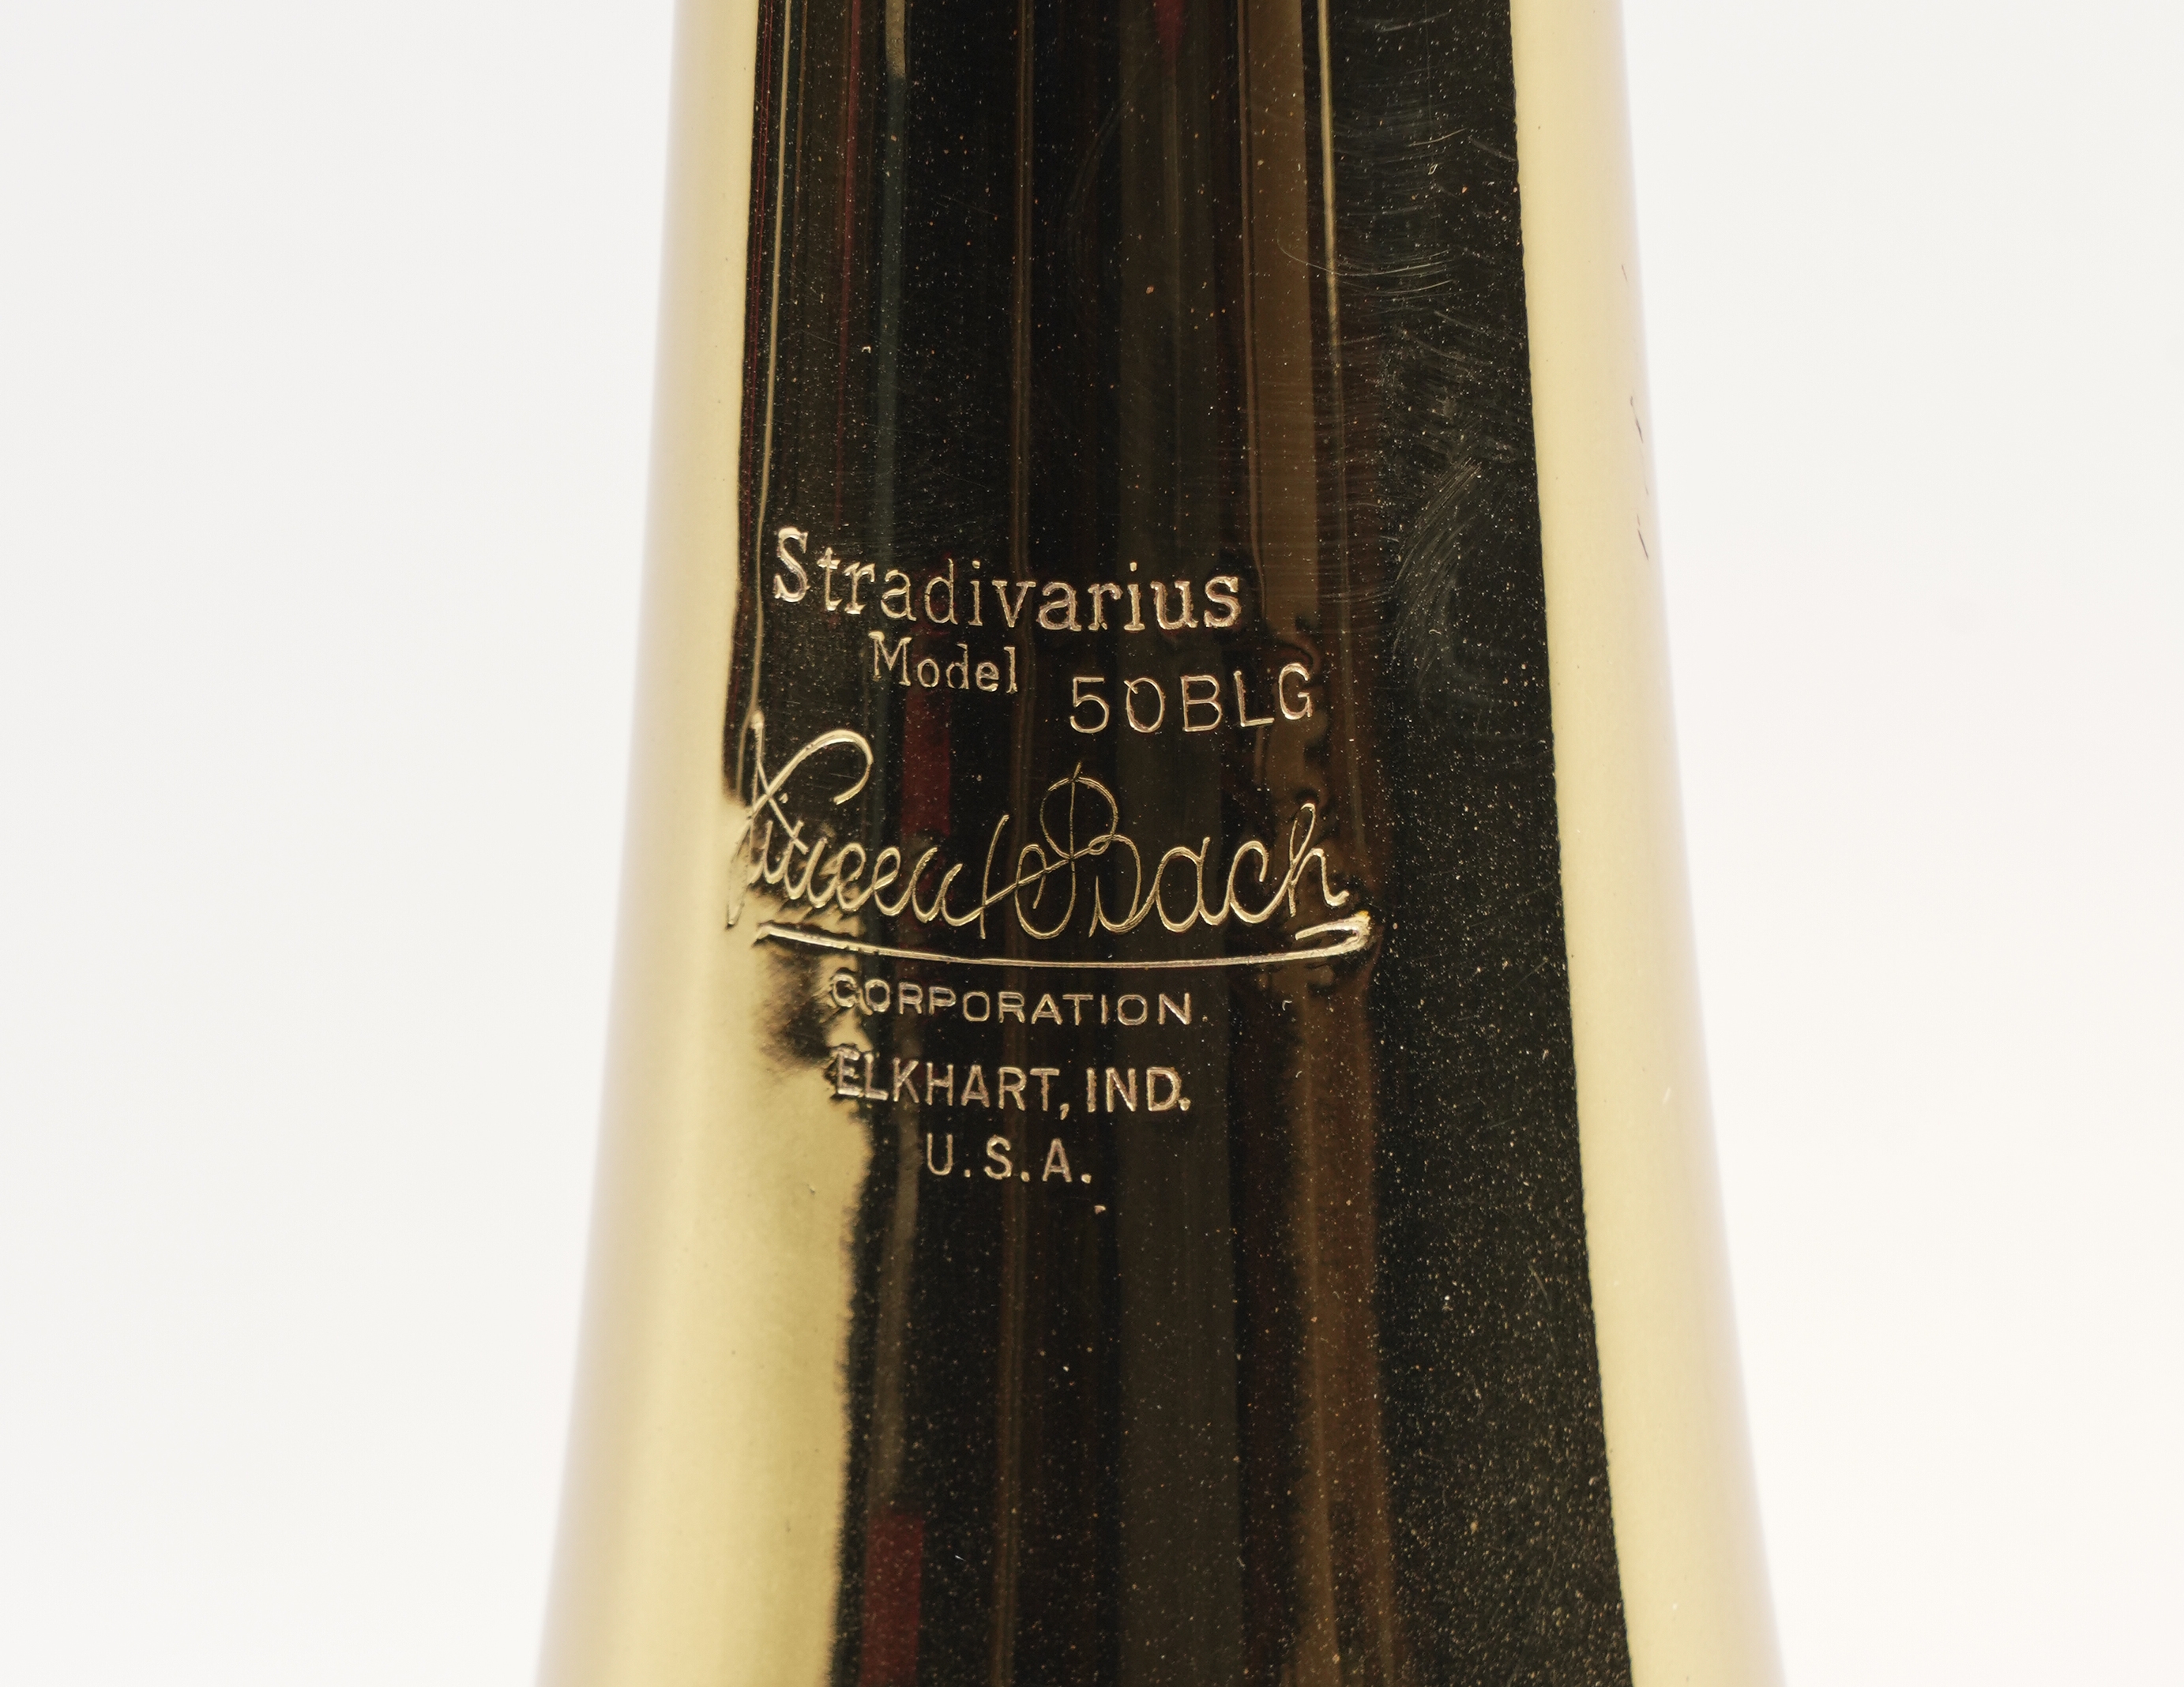 Stradivarius
Model 50BLG
Vincent Bach
CORPORATION
ELKHART, IND.
U.S.A.